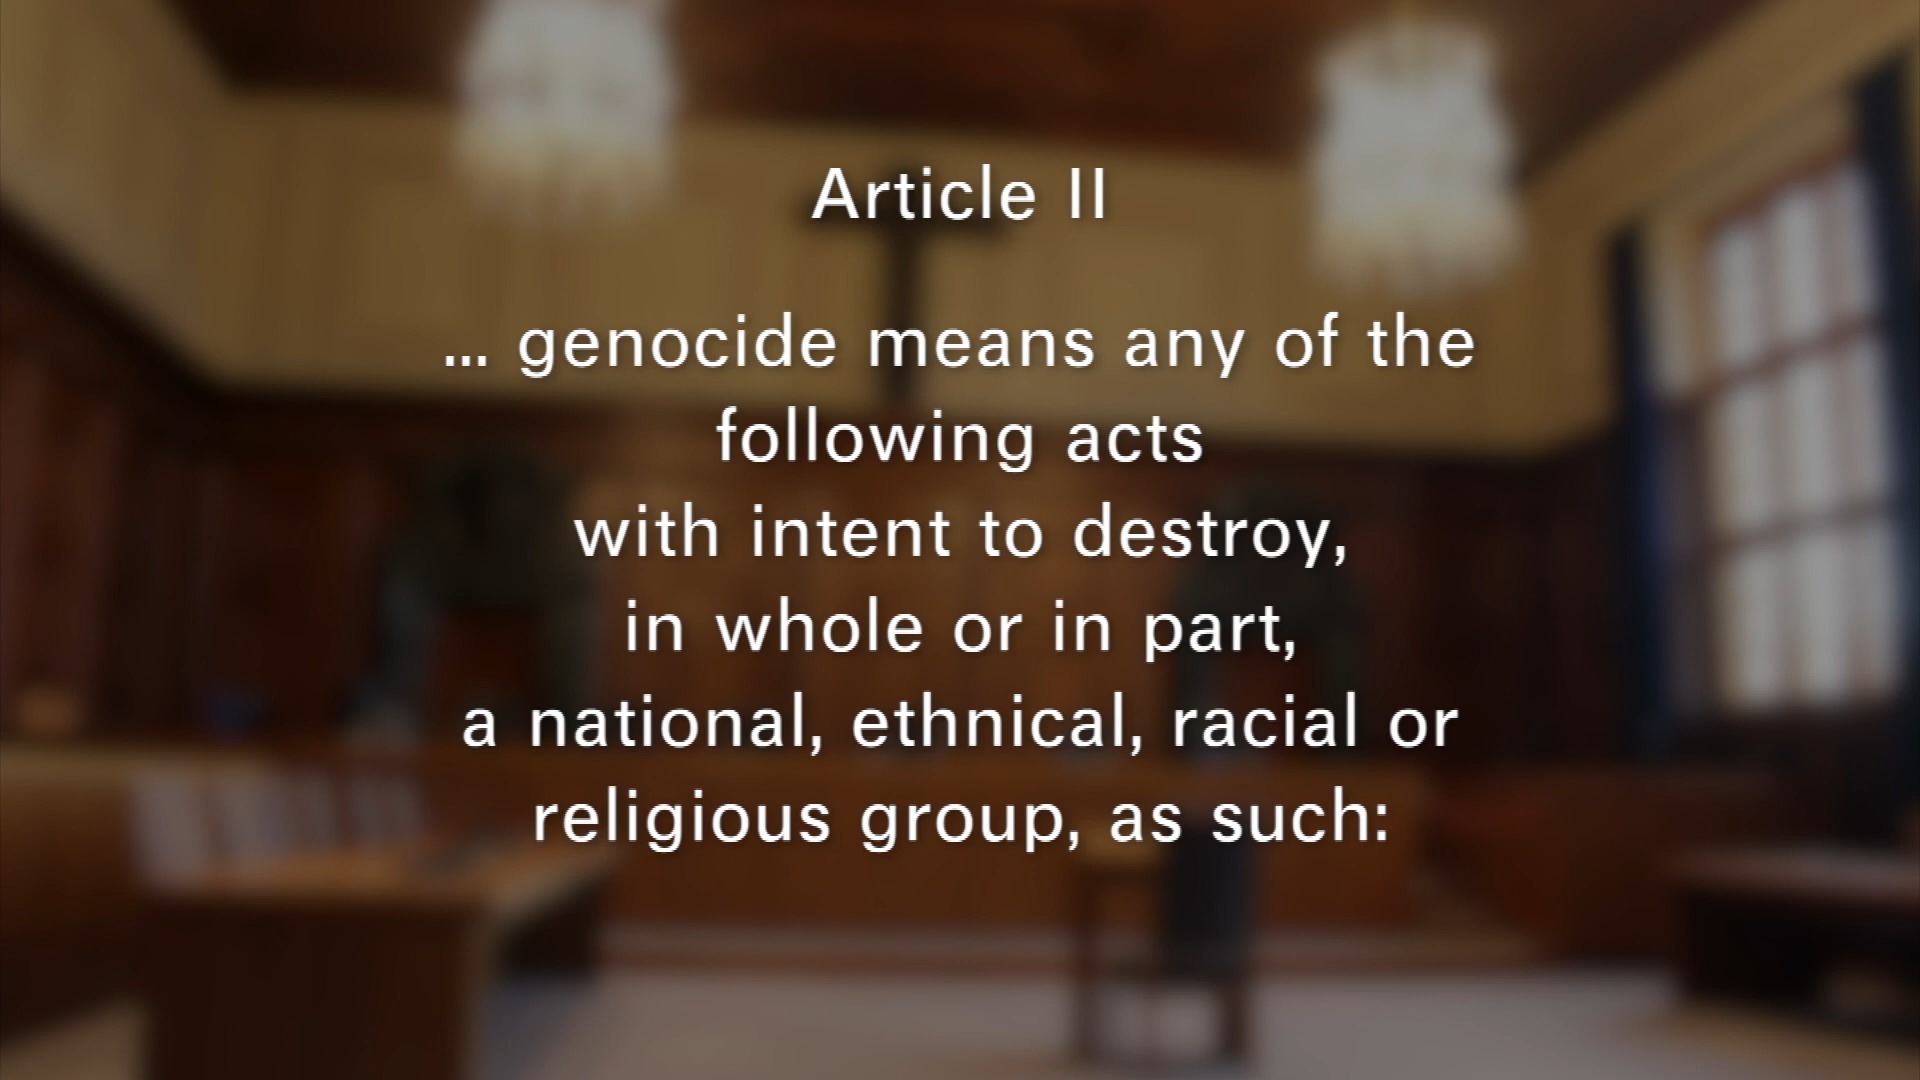 Article II
... genocide means any of the
following acts
with intent to destroy,
in whole or in part,
a national, ethnical, racial or
religious group, as such: